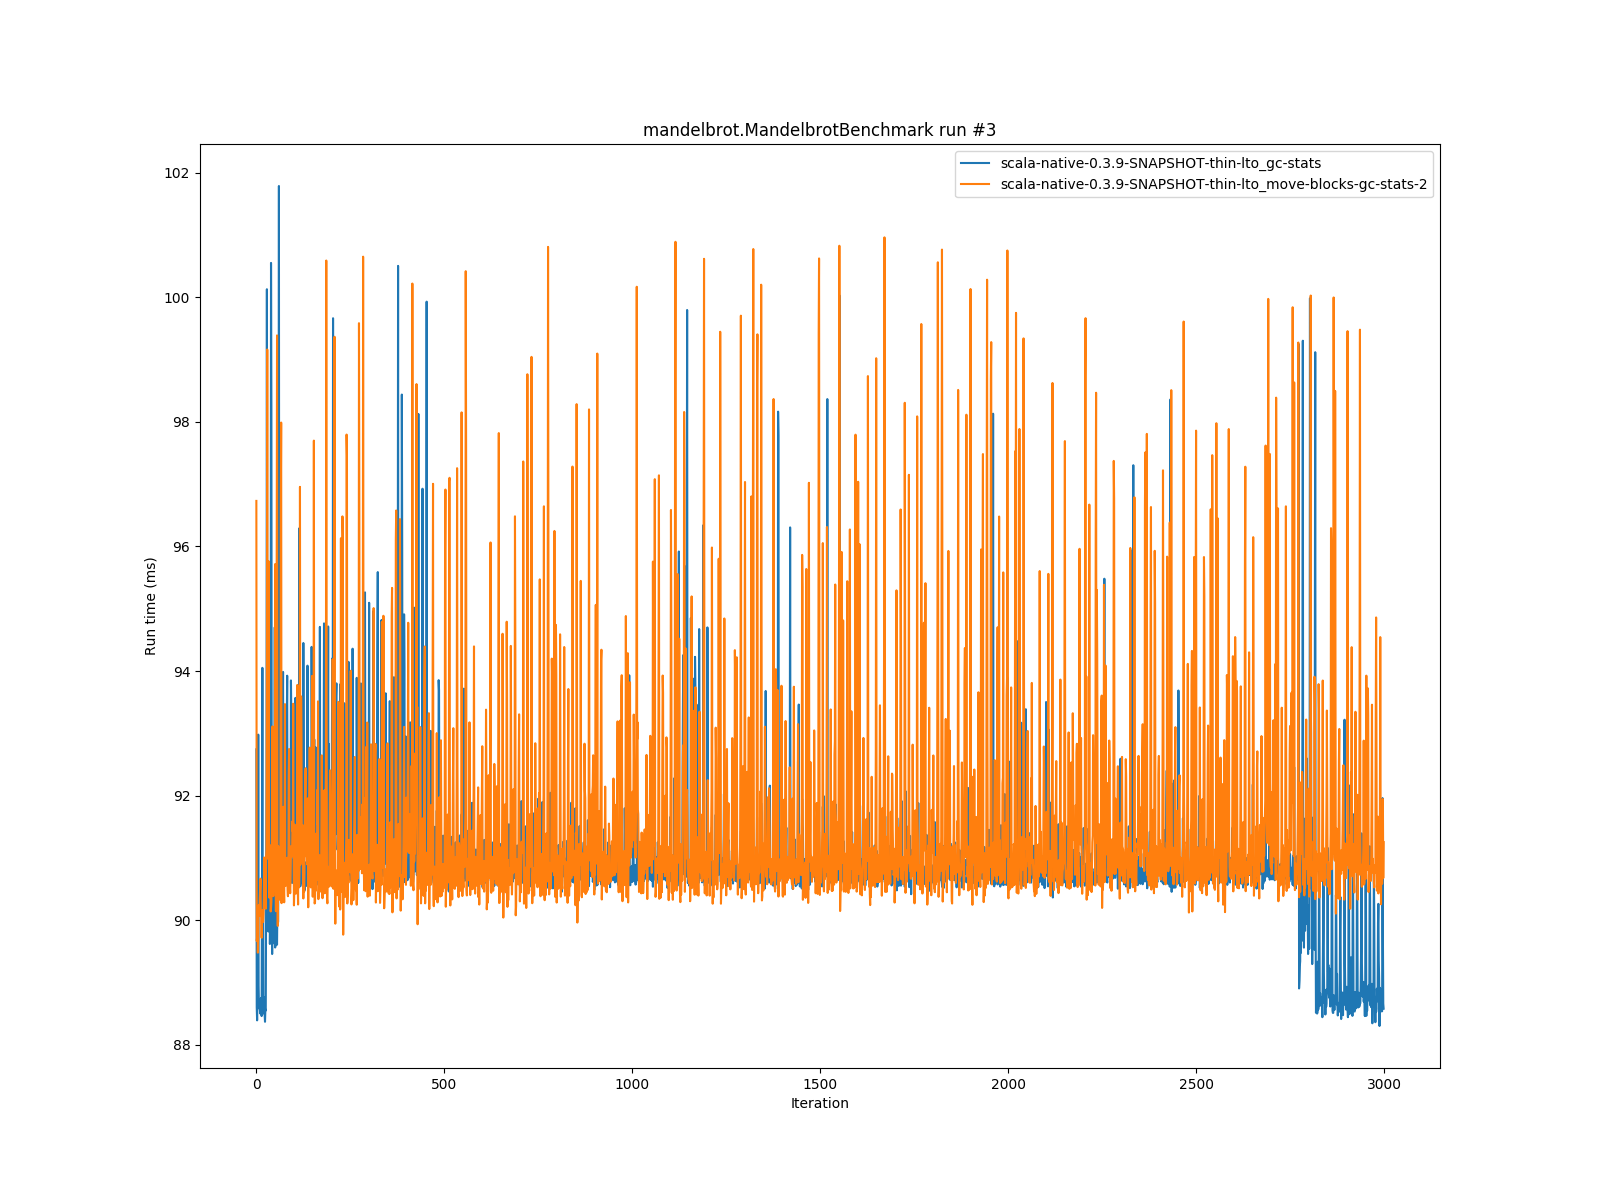 mandelbrot.MandelbrotBenchmark run #3
scala-native-0.3.9-SNAPSHOT-thin-lto_gc-stats
scala-native-0.3.9-SNAPSHOT-thin-lto_move-blocks-gc-stats-2
102
100
98
96
94
92
90
88
Run time (ms)
0 500 1000 1500 2000 2500 3000
Iteration